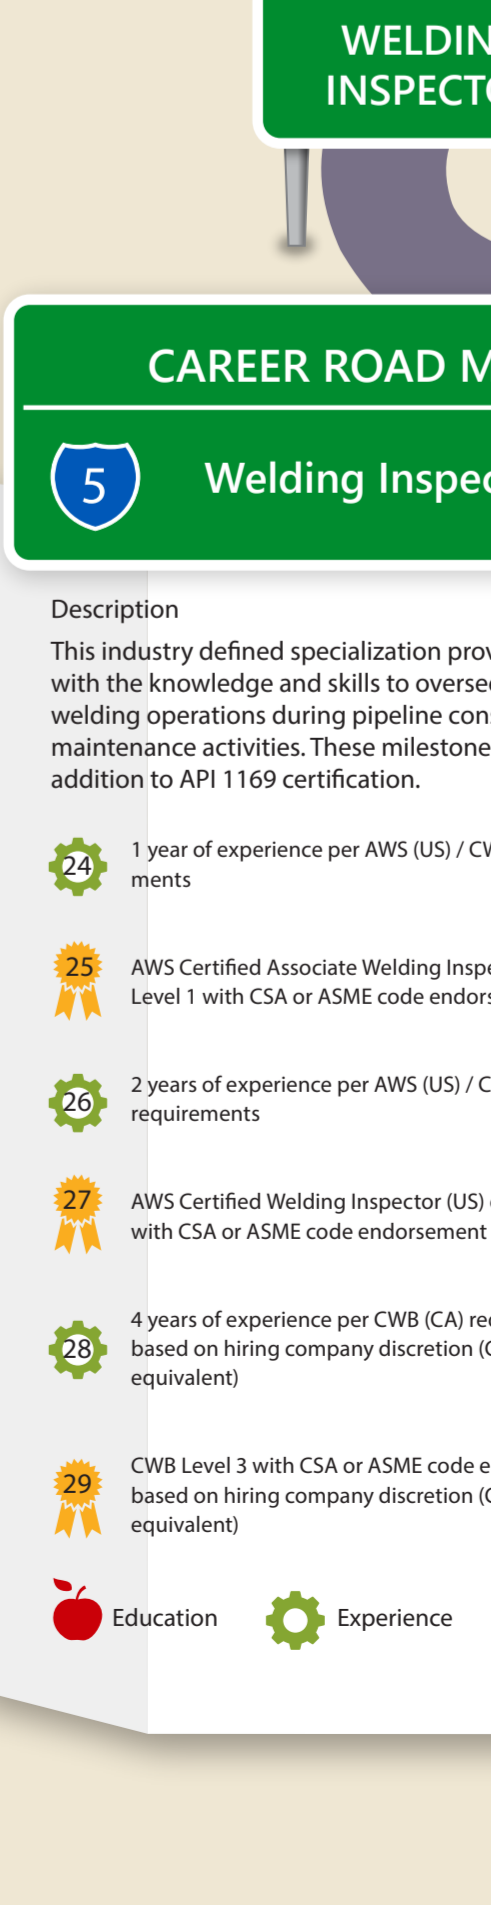 WELDIN
INSPECTO
CAREER ROAD M
5
Welding Inspec
Description
This industry defined specialization prov
with the knowledge and skills to oversee
welding operations during pipeline cons
maintenance activities. These milestone
addition to API 1169 certification.
24
1 year of experience per AWS (US) / CW
ments
25
AWS Certified Associate Welding Inspe
Level 1 with CSA or ASME code endors
26
2 years of experience per AWS (US) / C
requirements
27
AWS Certified Welding Inspector (US)
with CSA or ASME code endorsement
28
4 years of experience per CWB (CA) req
based on hiring company discretion (C
equivalent)
29
CWB Level 3 with CSA or ASME code e
based on hiring company discretion (C
equivalent)
Education
Experience